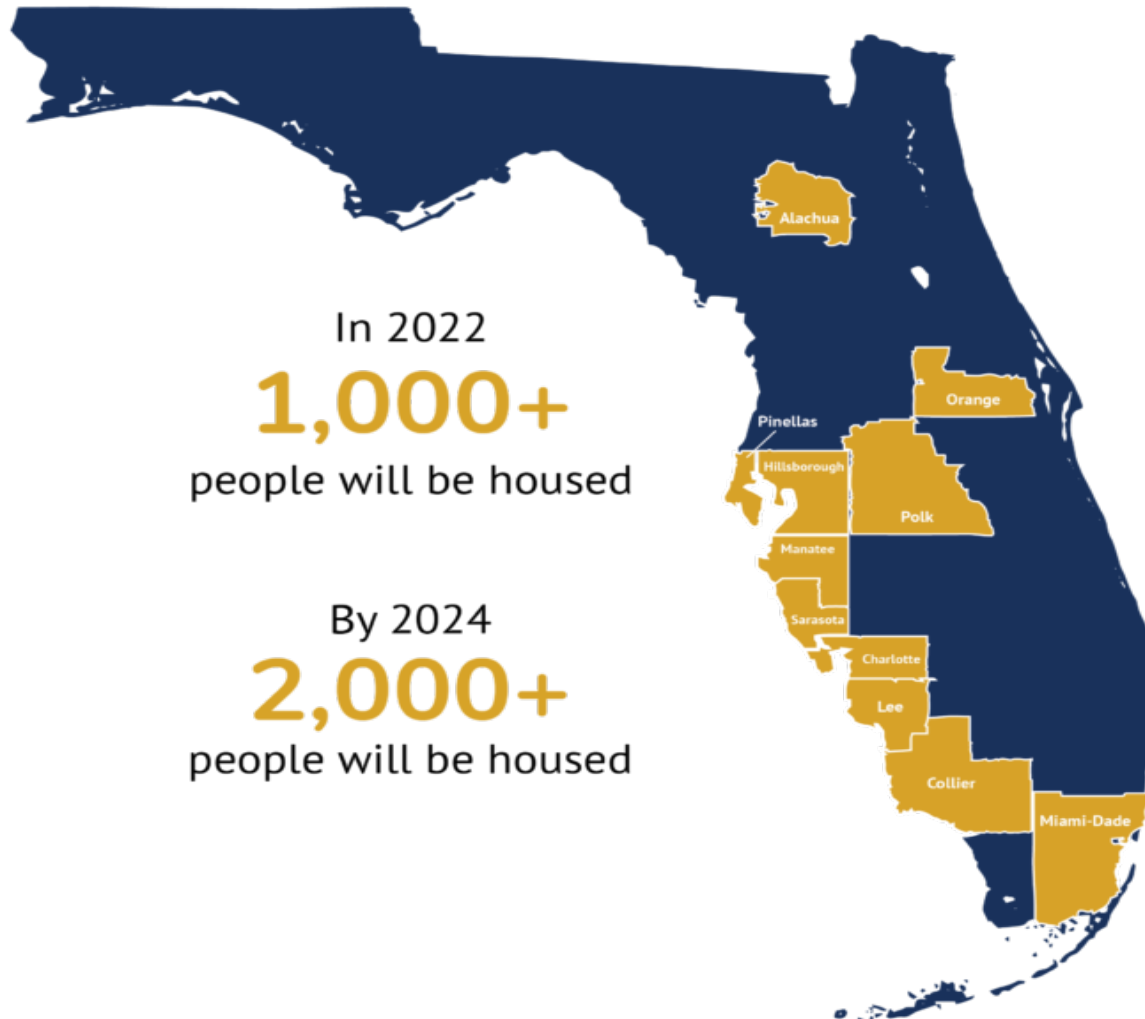 Alachua
In 2022
1,000+
people will be housed
Orange
Pinellas
Hillsborough
Polk
Manatee
By 2024
2,000+
people will be housed
Sarasota
Charlotte
Lee
Collier
Miami-Dade